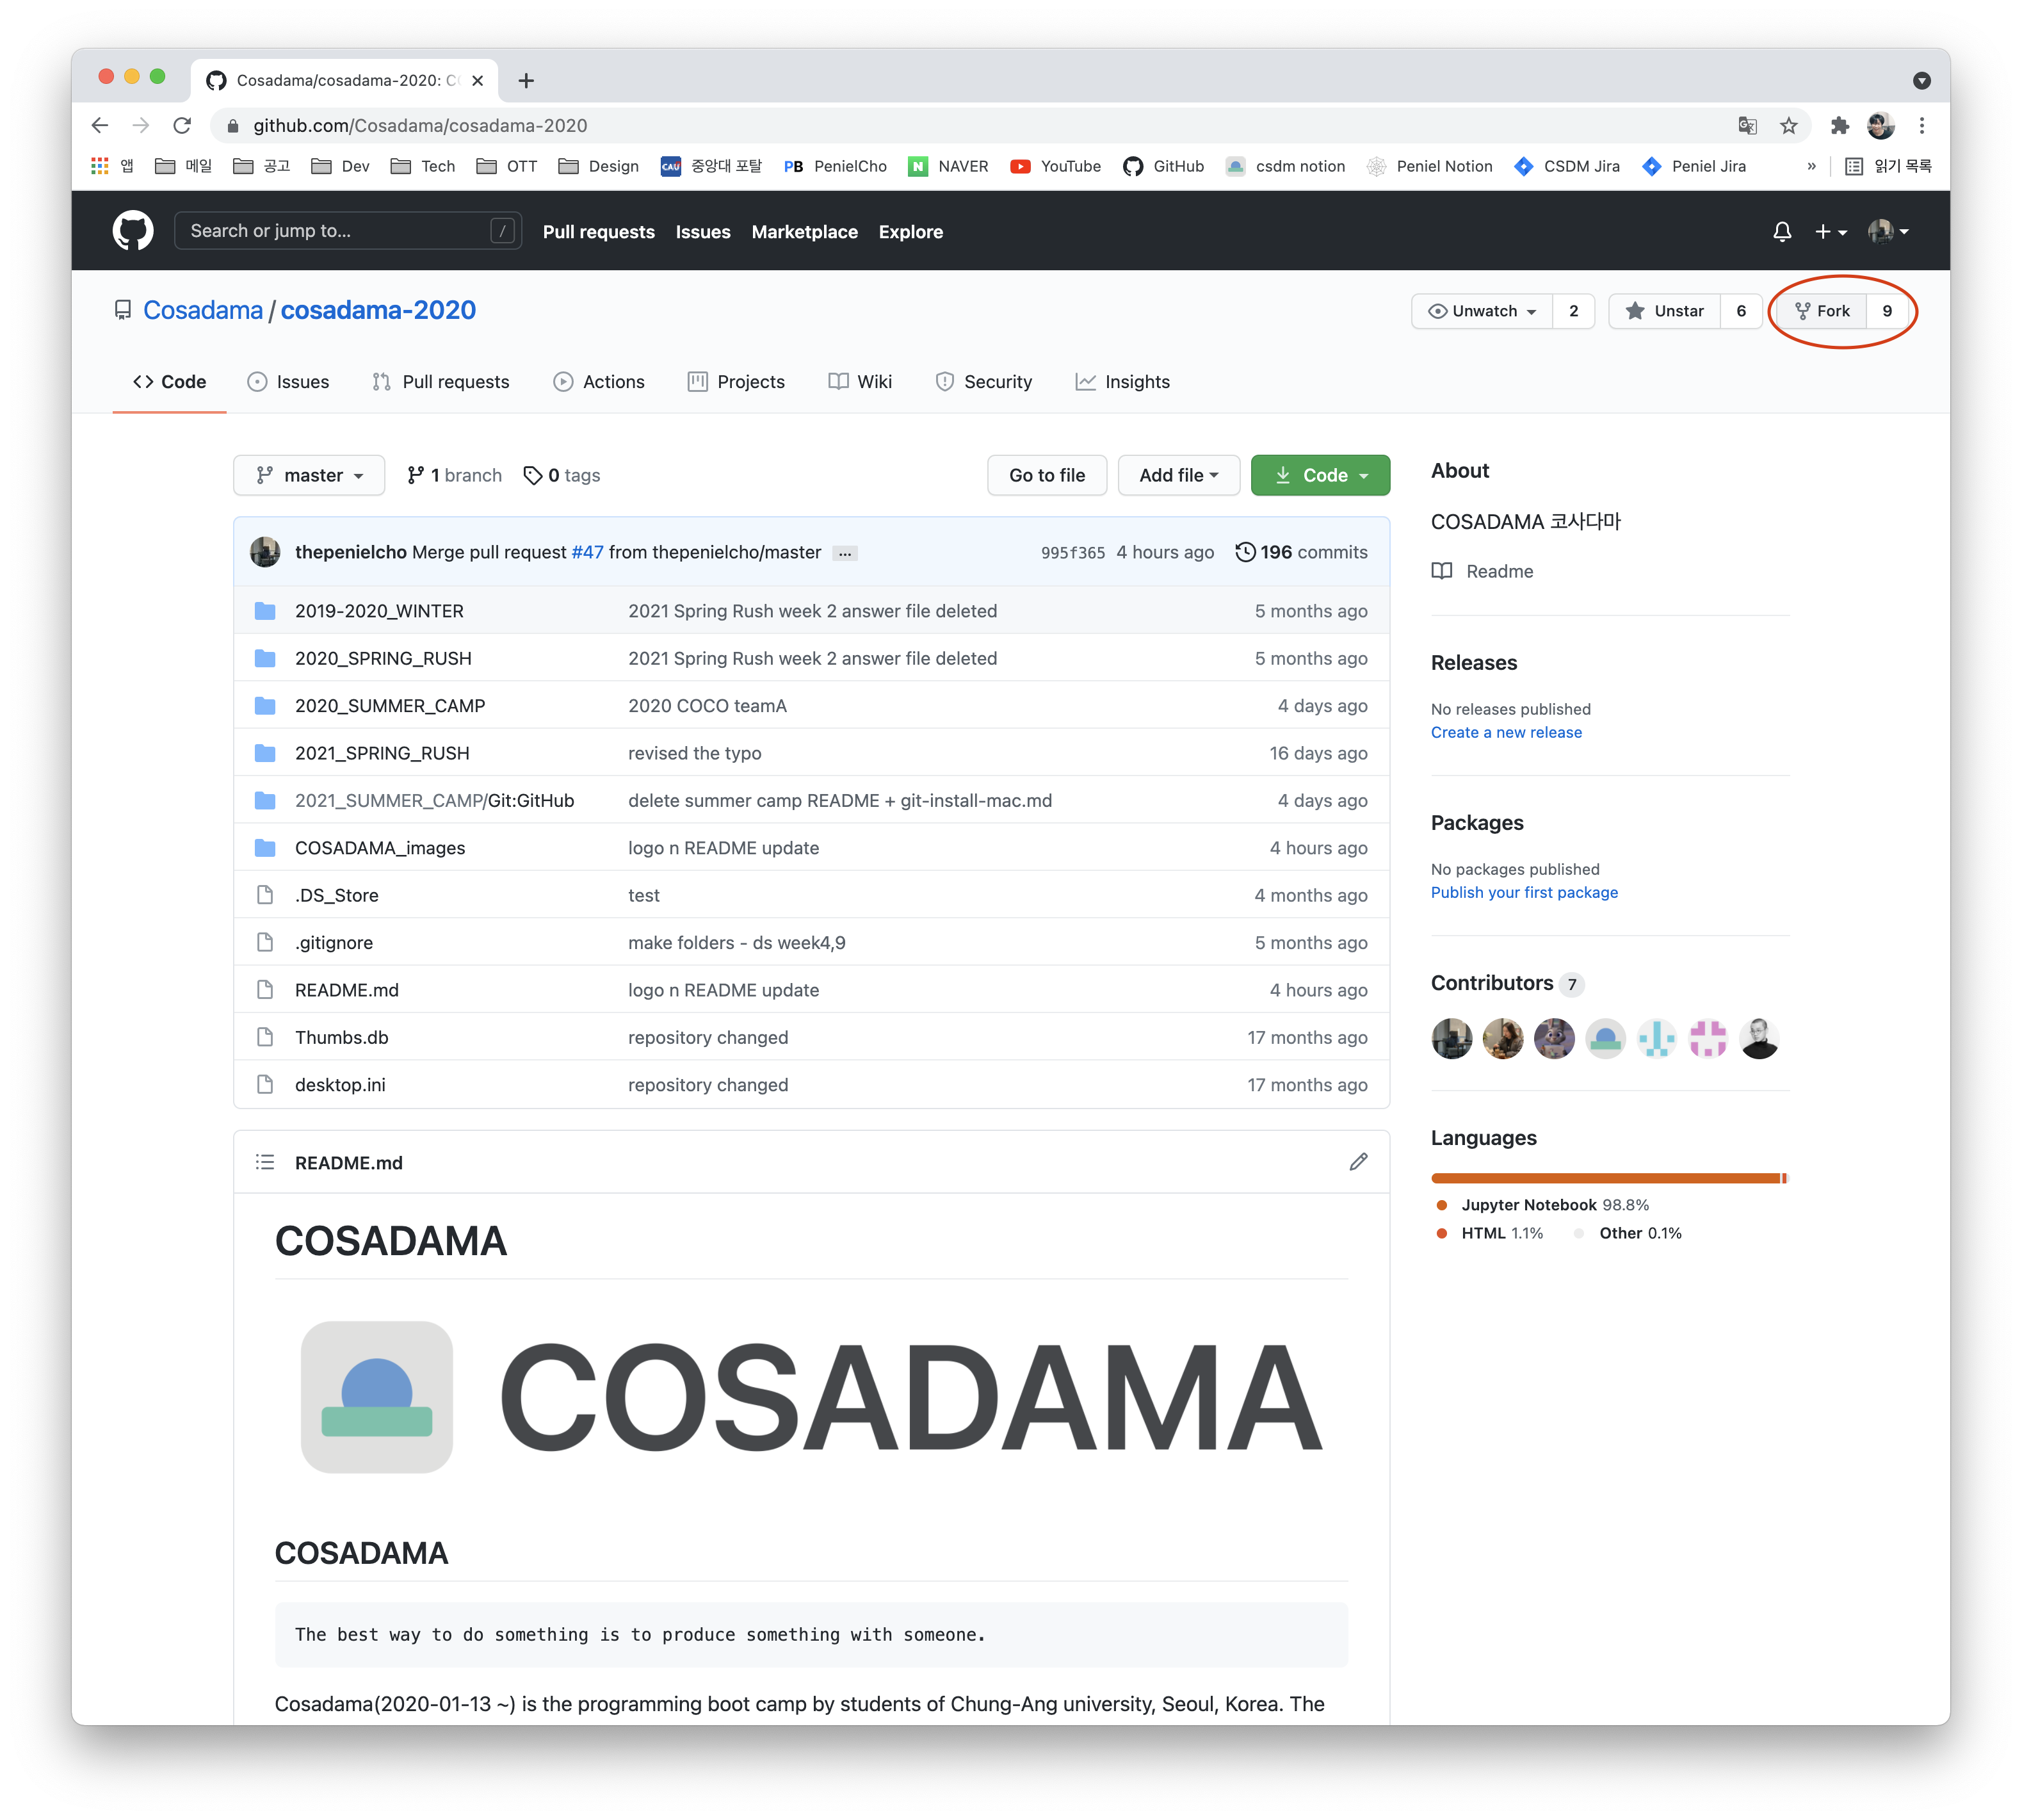 Cosadama/cosadama-2020: C
github.com/Cosadama/cosadama-2020
앱 메일 공고 Dev Tech OTT Design CAU 중앙대 포탈 PB PenielCho N NAVER YouTube GitHub csdm notion Peniel Notion CSDM Jira Peniel Jira » 읽기 목록
Search or jump to... / Pull requests Issues Marketplace Explore
Cosadama / cosadama-2020 Unwatch 2 Unstar 6 Fork 9
Code Issues Pull requests Actions Projects Wiki Security Insights
master 1 branch 0 tags Go to file Add file Code
thepenielcho Merge pull request #47 from thepenielcho/master ... 995f365 4 hours ago 196 commits
2019-2020_WINTER 2021 Spring Rush week 2 answer file deleted 5 months ago
2020_SPRING_RUSH 2021 Spring Rush week 2 answer file deleted 5 months ago
2020_SUMMER_CAMP 2020 COCO teamA 4 days ago
2021_SPRING_RUSH revised the typo 16 days ago
2021_SUMMER_CAMP/Git:GitHub delete summer camp README + git-install-mac.md 4 days ago
COSADAMA_images logo n README update 4 hours ago
.DS_Store test 4 months ago
.gitignore make folders - ds week4,9 5 months ago
README.md logo n README update 4 hours ago
Thumbs.db repository changed 17 months ago
desktop.ini repository changed 17 months ago
README.md
COSADAMA
COSADAMA
COSADAMA
The best way to do something is to produce something with someone.
Cosadama(2020-01-13 ~) is the programming boot camp by students of Chung-Ang university, Seoul, Korea. The
About
COSADAMA 코사다마
Readme
Releases
No releases published
Create a new release
Packages
No packages published
Publish your first package
Contributors 7
Languages
Jupyter Notebook 98.8%
HTML 1.1% Other 0.1%